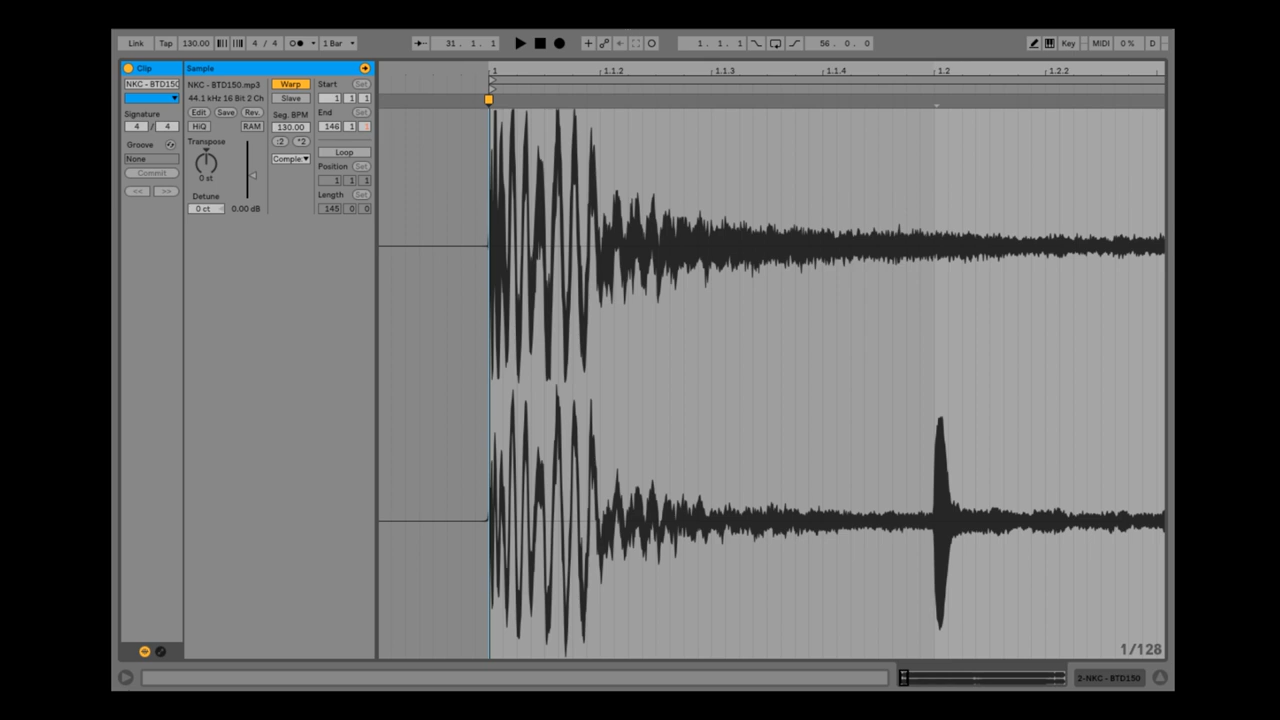 Link Tap 130.00 4 / 4 1 Bar 31 . 1 . 1 1 . 1 . 1 56 . 0 . 0 Key MIDI 0 % D
Clip
NKC - BTD150
Signature
4 / 4
Groove
None
Commit
<< >>
Sample
NKC - BTD150.mp3
44.1 kHz 16 Bit 2 Ch
Edit Save Rev.
HiQ RAM
Transpose
0 st
Detune
0 ct 0.00 dB
Warp
Slave
Seg. BPM
130.00
:2 *2
Comple
Start Set
1 1 1
End Set
146 1 1
Loop
Position Set
1 1 1
Length Set
145 0 0
1 1.1.2 1.1.3 1.1.4 1.2 1.2.2
1/128
2-NKC - BTD150